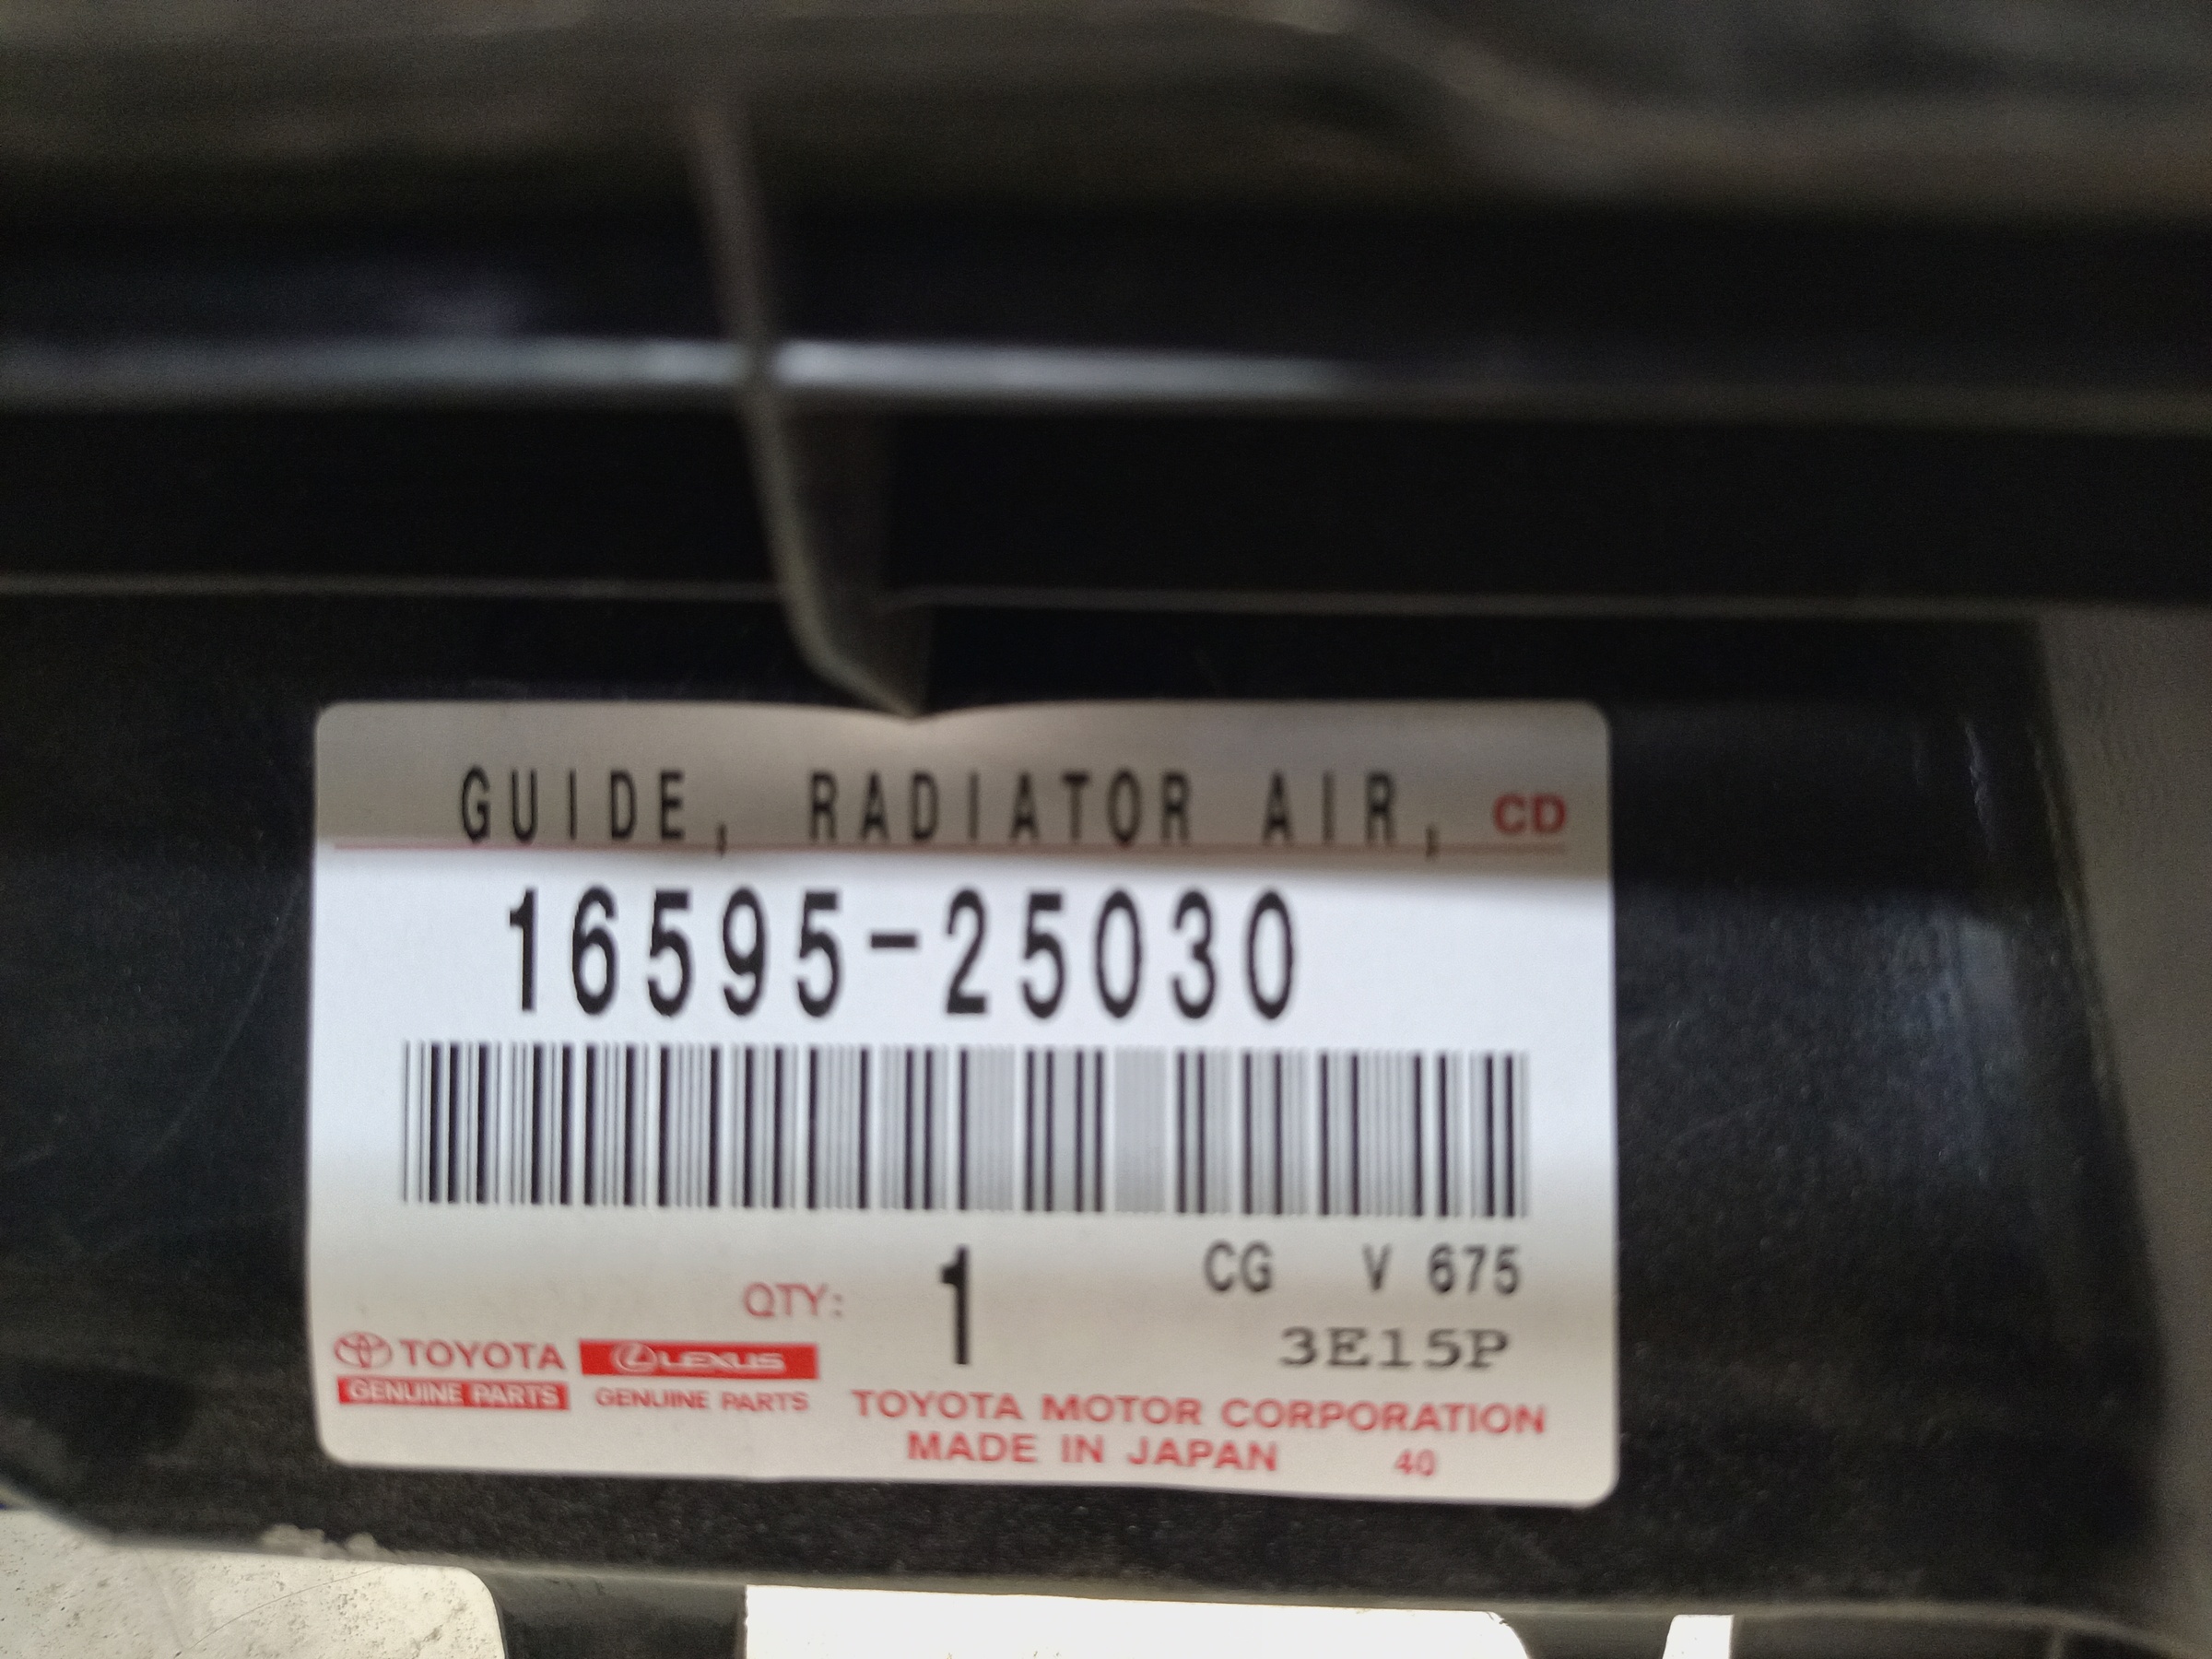 GUIDE, RADIATOR AIR, CD
16595-25030
QTY: 1 CG V 675
3E15P
TOYOTA LEXUS
GENUINE PARTS GENUINE PARTS
TOYOTA MOTOR CORPORATION
MADE IN JAPAN 40